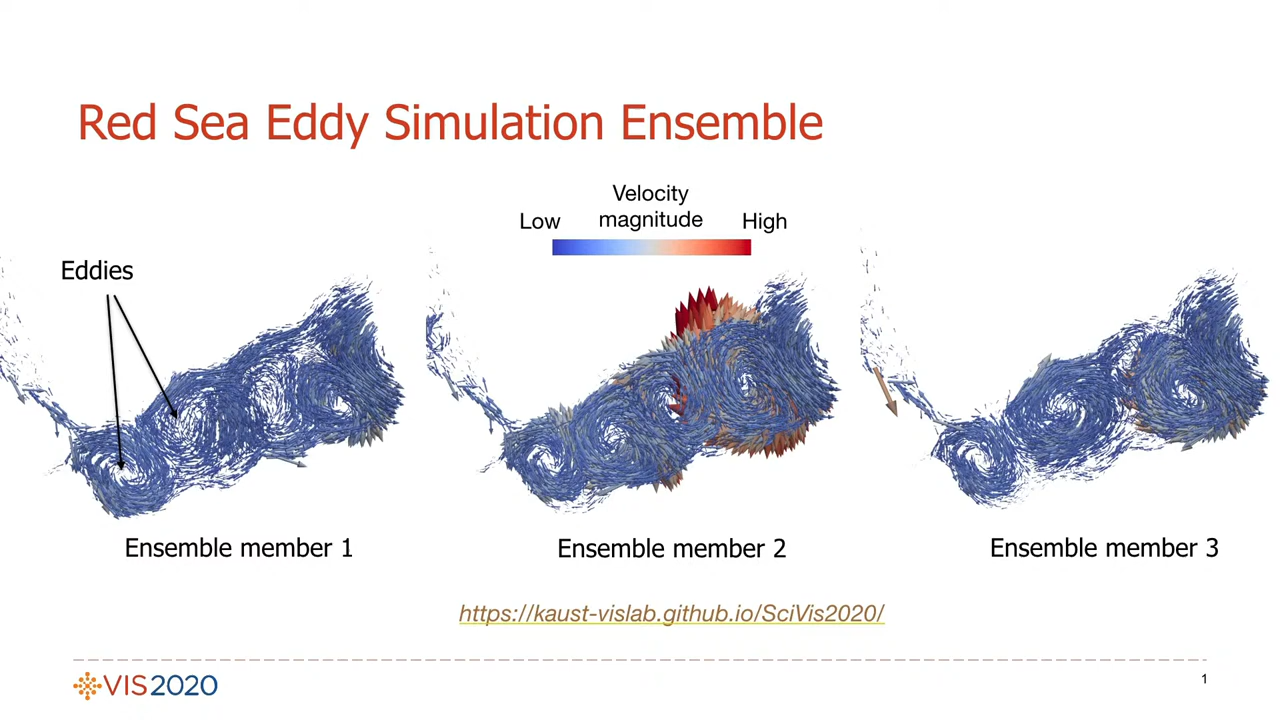 Red Sea Eddy Simulation Ensemble
Velocity
Low magnitude High
Eddies
Ensemble member 1
Ensemble member 2
Ensemble member 3
https://kaust-vislab.github.io/SciVis2020/
VIS2020
1